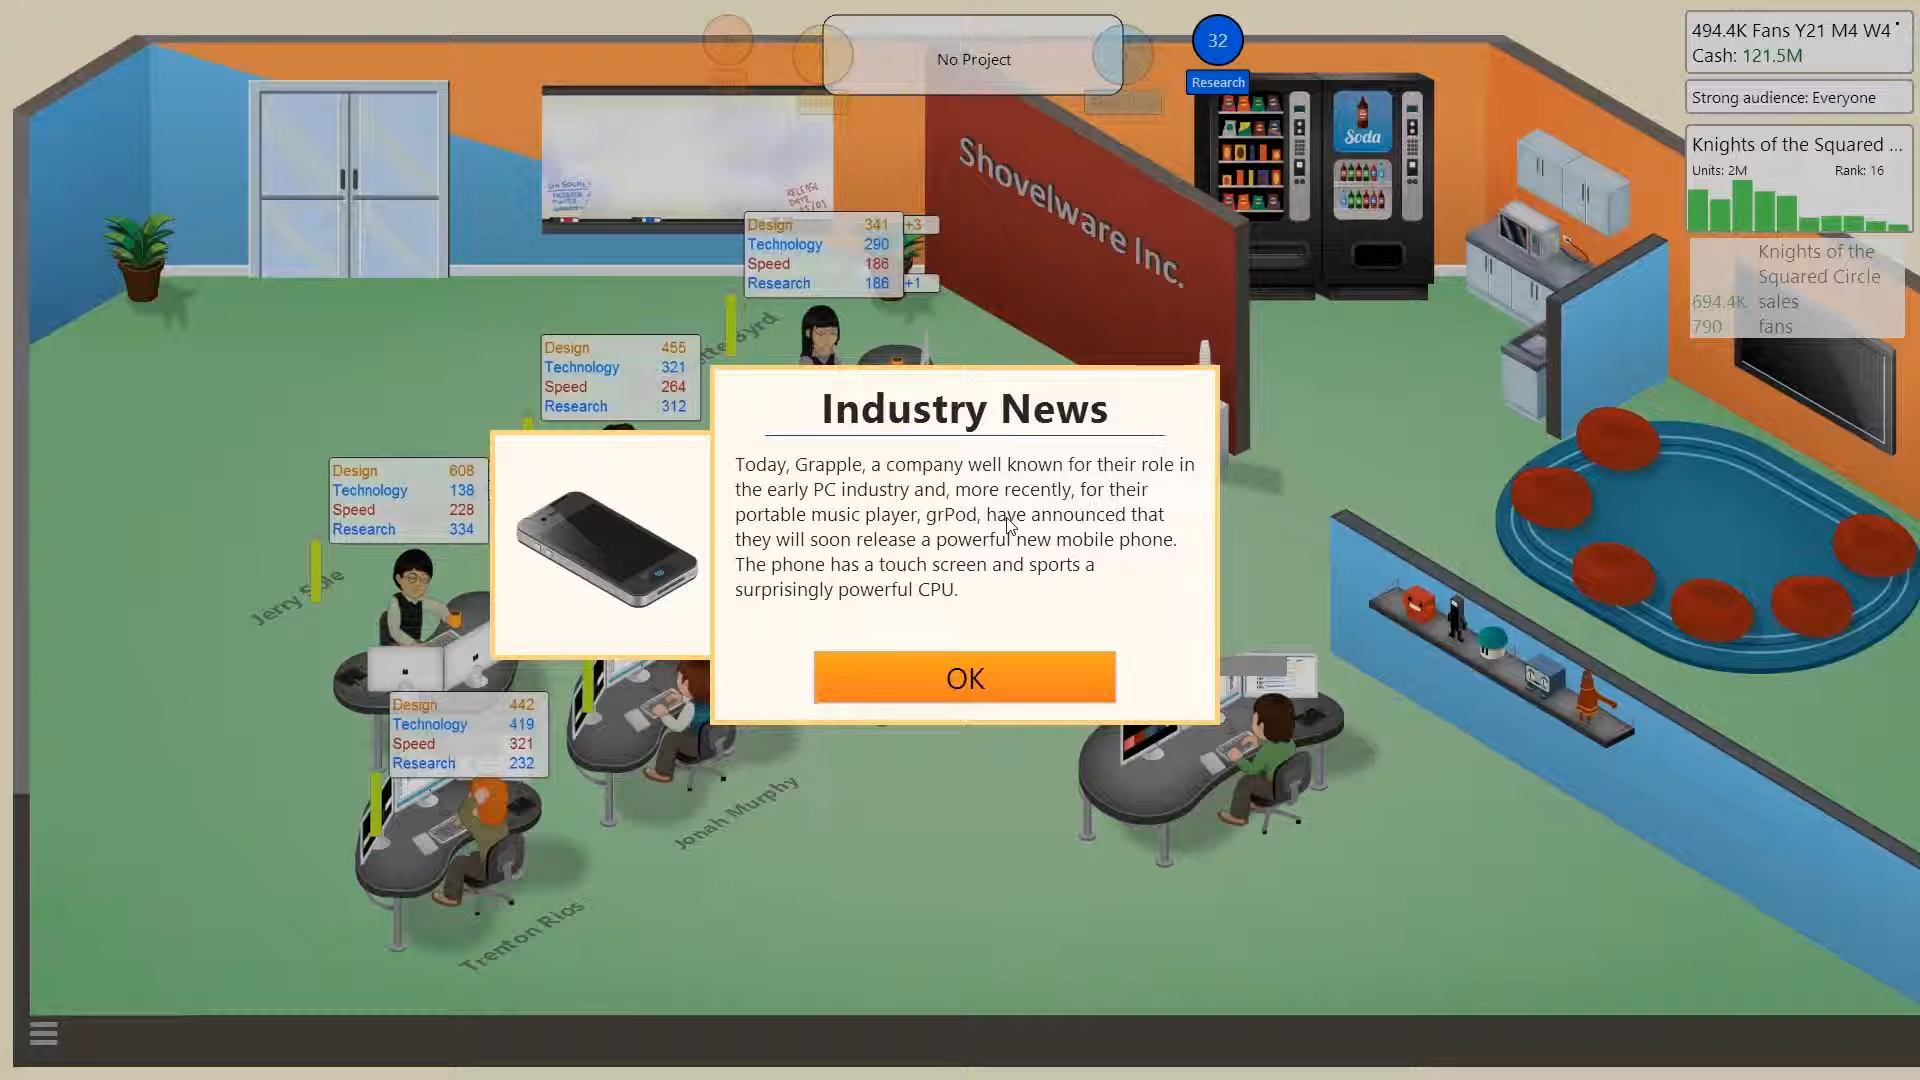 No Project
32
Research
494.4K Fans Y21 M4 W4
Cash: 121.5M
Strong audience: Everyone
Knights of the Squared ...
Units: 2M Rank: 16
Knights of the
Squared Circle
694.4K sales
790 fans
Soda
Shovelware Inc.
RELEASE
DATE
Design 341 +3
Technology 290
Speed 186
Research 186 +1
Design 455
Technology 321
Speed 264
Research 312
Design 608
Technology 138
Speed 228
Research 334
Jerry
Industry News
Today, Grapple, a company well known for their role in
the early PC industry and, more recently, for their
portable music player, grPod, have announced that
they will soon release a powerful new mobile phone.
The phone has a touch screen and sports a
surprisingly powerful CPU.
OK
Design 442
Technology 419
Speed 321
Research 232
Jonah Murphy
Trenton Rios